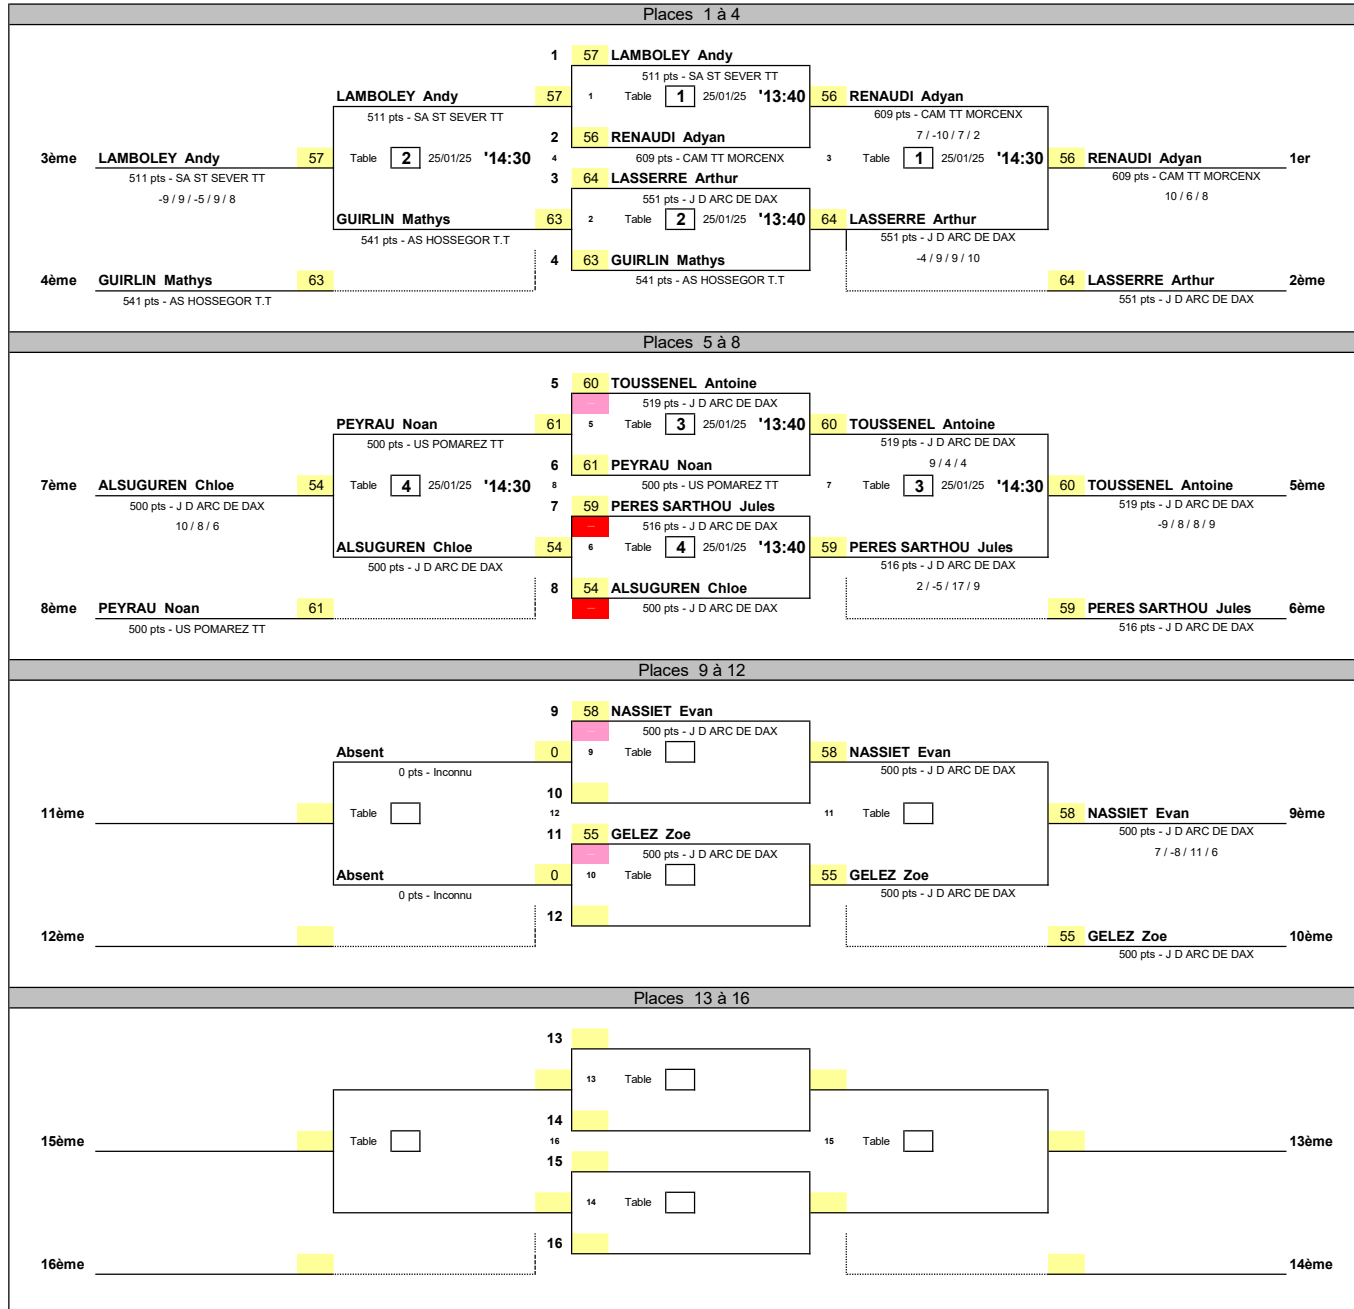 Places 1 à 4
1 57 LAMBOLEY Andy
511 pts - SA ST SEVER TT
LAMBOLEY Andy 57 1 Table 1 25/01/25 '13:40 56 RENAUDI Adyan
511 pts - SA ST SEVER TT 609 pts - CAM TT MORCENX
2 56 RENAUDI Adyan 7 / -10 / 7 / 2
3ème LAMBOLEY Andy 57 Table 2 25/01/25 '14:30 4 609 pts - CAM TT MORCENX 3 Table 1 25/01/25 '14:30 56 RENAUDI Adyan 1er
511 pts - SA ST SEVER TT 3 64 LASSERRE Arthur 609 pts - CAM TT MORCENX
-9 / 9 / -5 / 9 / 8 551 pts - J D ARC DE DAX 10 / 6 / 8
GUIRLIN Mathys 63 2 Table 2 25/01/25 '13:40 64 LASSERRE Arthur
541 pts - AS HOSSEGOR T.T 551 pts - J D ARC DE DAX
4 63 GUIRLIN Mathys -4 / 9 / 9 / 10
4ème GUIRLIN Mathys 63 541 pts - AS HOSSEGOR T.T 64 LASSERRE Arthur 2ème
541 pts - AS HOSSEGOR T.T 551 pts - J D ARC DE DAX
Places 5 à 8
5 60 TOUSSENEL Antoine
519 pts - J D ARC DE DAX
PEYRAU Noan 61 5 Table 3 25/01/25 '13:40 60 TOUSSENEL Antoine
500 pts - US POMAREZ TT 519 pts - J D ARC DE DAX
6 61 PEYRAU Noan 9 / 4 / 4
7ème ALSUGUREN Chloe 54 Table 4 25/01/25 '14:30 8 500 pts - US POMAREZ TT 7 Table 3 25/01/25 '14:30 60 TOUSSENEL Antoine 5ème
500 pts - J D ARC DE DAX 7 59 PERES SARTHOU Jules 519 pts - J D ARC DE DAX
10 / 8 / 6 516 pts - J D ARC DE DAX -9 / 8 / 8 / 9
ALSUGUREN Chloe 54 6 Table 4 25/01/25 '13:40 59 PERES SARTHOU Jules
500 pts - J D ARC DE DAX 516 pts - J D ARC DE DAX
8 54 ALSUGUREN Chloe 2 / -5 / 17 / 9
8ème PEYRAU Noan 61 500 pts - J D ARC DE DAX 59 PERES SARTHOU Jules 6ème
500 pts - US POMAREZ TT 516 pts - J D ARC DE DAX
Places 9 à 12
9 58 NASSIET Evan
500 pts - J D ARC DE DAX
Absent 0 9 Table 58 NASSIET Evan
0 pts - Inconnu 500 pts - J D ARC DE DAX
10
11ème Table 12 11 Table 58 NASSIET Evan 9ème
11 55 GELEZ Zoe 500 pts - J D ARC DE DAX
500 pts - J D ARC DE DAX 7 / -8 / 11 / 6
Absent 0 10 Table 55 GELEZ Zoe
0 pts - Inconnu 500 pts - J D ARC DE DAX
12
12ème 55 GELEZ Zoe 10ème
500 pts - J D ARC DE DAX
Places 13 à 16
13
13 Table
14
15ème Table 16 15 Table 13ème
15
14 Table
16
16ème 14ème